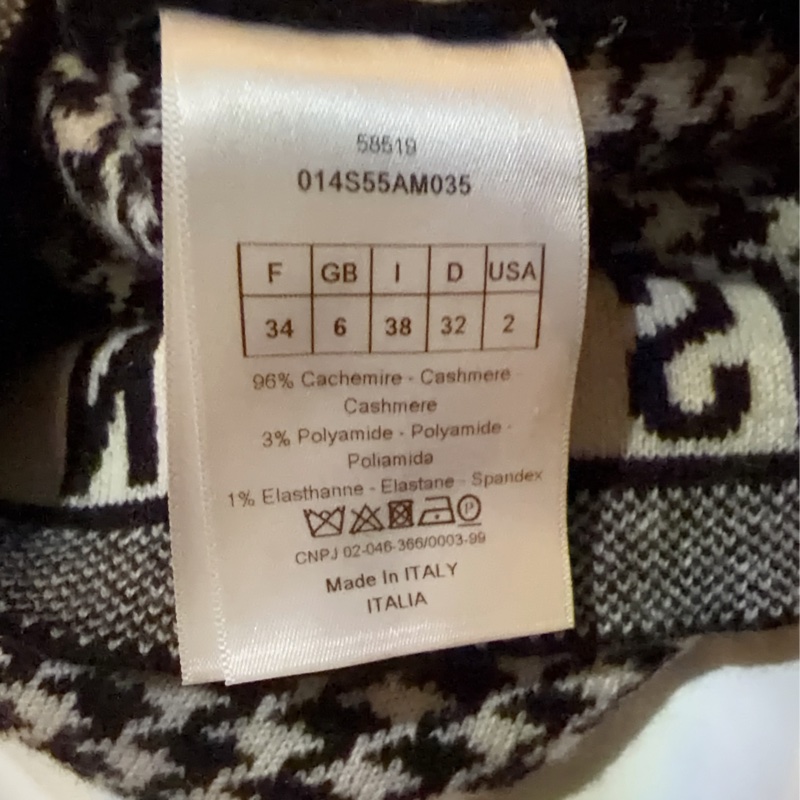 58519
014S55AM035
F GB I D USA
34 6 38 32 2
96% Cachemire - Cashmere -
Cashmere
3% Polyamide - Polyamide -
Poliamida
1% Elasthanne - Elastane - Spandex
P
CNPJ 02-046-366/0003-99
Made In ITALY
ITALIA